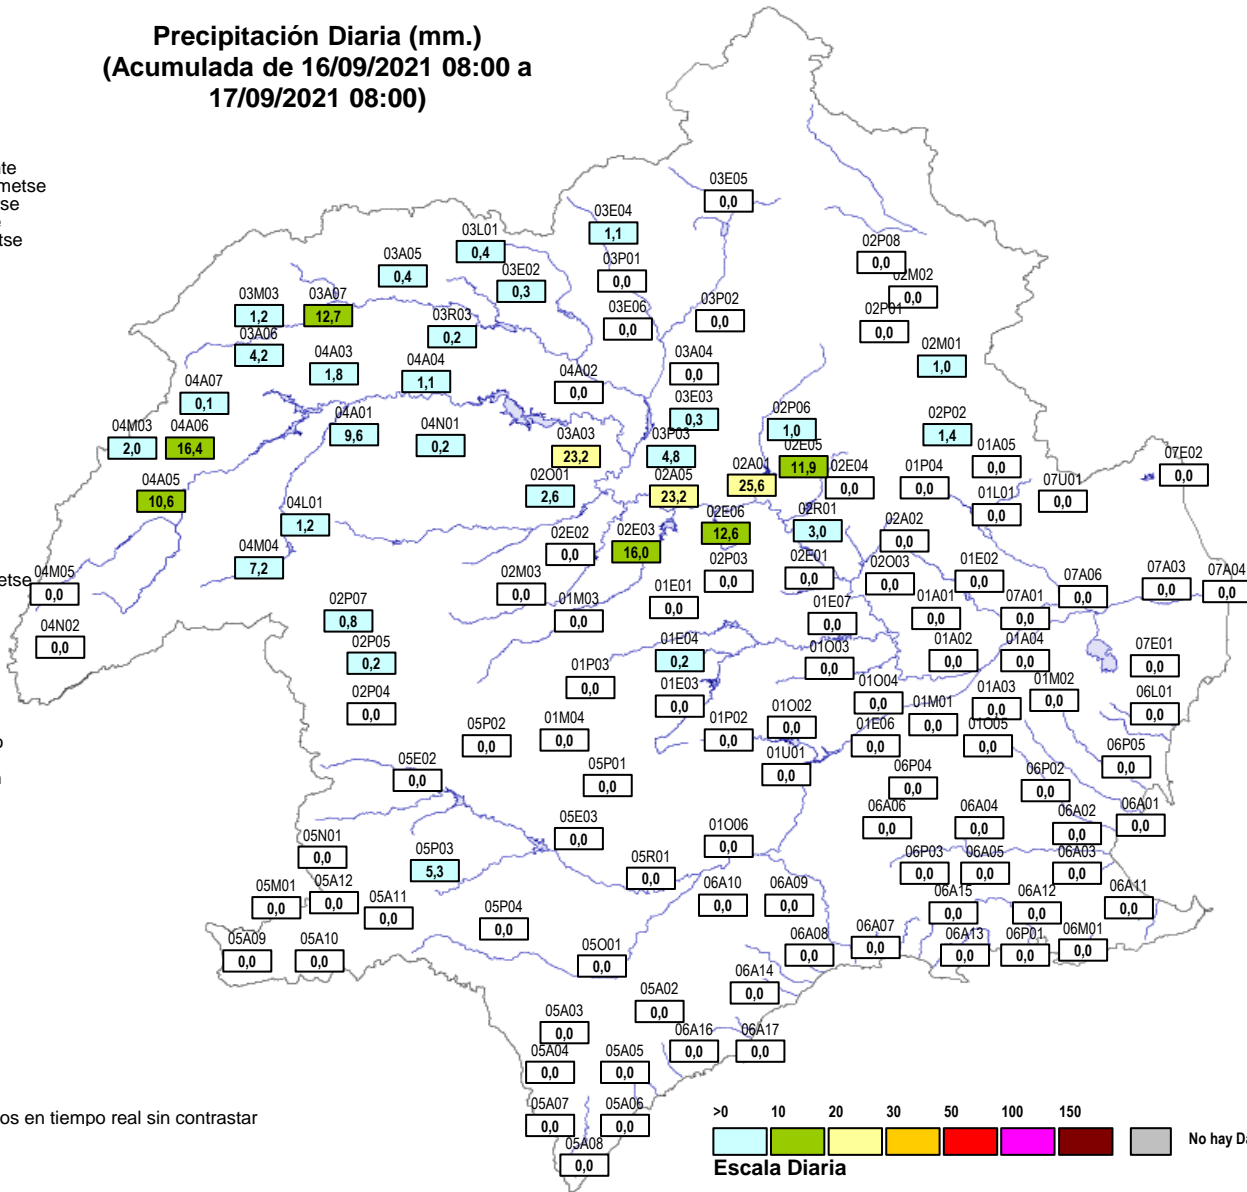 Precipitación Diaria (mm.)
(Acumulada de 16/09/2021 08:00 a
17/09/2021 08:00)
03E05
0,0
03E04
1,1
03L01
0,4
03A05
0,4
03P01
0,0
03E02
0,3
02P08
0,0
02M02
0,0
03M03
1,2
03A07
12,7
03R03
0,2
03E06
0,0
03P02
0,0
02P01
0,0
03A06
4,2
04A03
1,8
04A04
1,1
04A02
0,0
03A04
0,0
02M01
1,0
04A07
0,1
03E03
0,3
04M03
2,0
04A06
16,4
04A01
9,6
04N01
0,2
03A03
23,2
03P03
4,8
02P06
1,0
02E05
11,9
02P02
1,4
01A05
0,0
07E02
0,0
04A05
10,6
02O01
2,6
02A05
23,2
02A01
25,6
02E04
0,0
01P04
0,0
01L01
0,0
07U01
0,0
04L01
1,2
02E02
0,0
02E03
16,0
02E06
12,6
02R01
3,0
02A02
0,0
04M04
7,2
04M05
0,0
02M03
0,0
01M03
0,0
01E01
0,0
02P03
0,0
02E01
0,0
02O03
0,0
01E02
0,0
07A06
0,0
07A03
0,0
07A04
0,0
04N02
0,0
02P07
0,8
01E07
0,0
01A01
0,0
07A01
0,0
02P05
0,2
01E04
0,2
01O03
0,0
01A02
0,0
01A04
0,0
07E01
0,0
02P04
0,0
01P03
0,0
01E03
0,0
01O04
0,0
01M01
0,0
01A03
0,0
01M02
0,0
06L01
0,0
05P02
0,0
01M04
0,0
01P02
0,0
01O02
0,0
01E06
0,0
01O05
0,0
05E02
0,0
05P01
0,0
01U01
0,0
06P04
0,0
06P02
0,0
06P05
0,0
05E03
0,0
01O06
0,0
06A06
0,0
06A04
0,0
06A02
0,0
06A01
0,0
05N01
0,0
05P03
5,3
05R01
0,0
06P03
0,0
06A05
0,0
06A03
0,0
05M01
0,0
05A12
0,0
05A11
0,0
06A10
0,0
06A09
0,0
06A15
0,0
06A12
0,0
06A11
0,0
05A09
0,0
05A10
0,0
05P04
0,0
05O01
0,0
06A08
0,0
06A07
0,0
06A13
0,0
06P01
0,0
06M01
0,0
06A14
0,0
05A02
0,0
05A03
0,0
06A16
0,0
06A17
0,0
05A04
0,0
05A05
0,0
05A07
0,0
05A06
0,0
05A08
0,0
os en tiempo real sin contrastar
>0 10 20 30 50 100 150
No hay Da
Escala Diaria